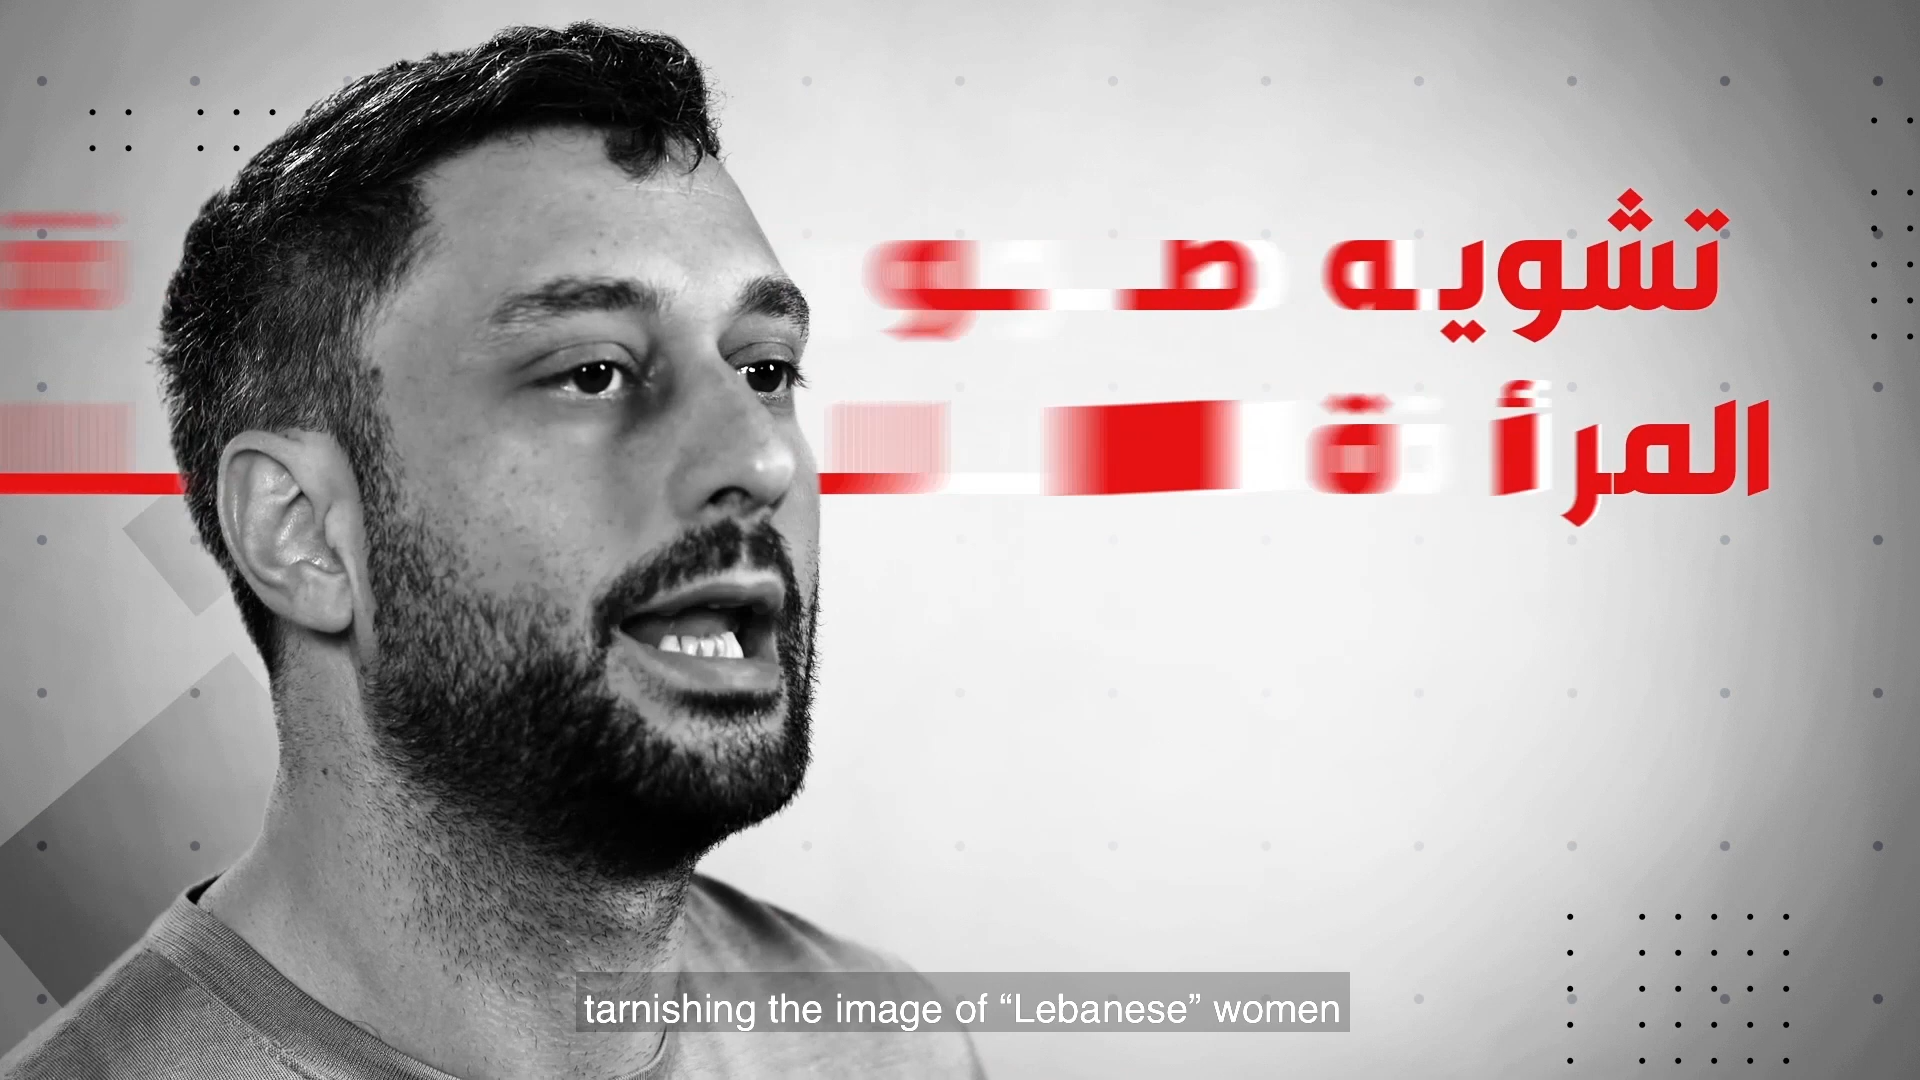 تشويه
المرأة
tarnishing the image of “Lebanese” women